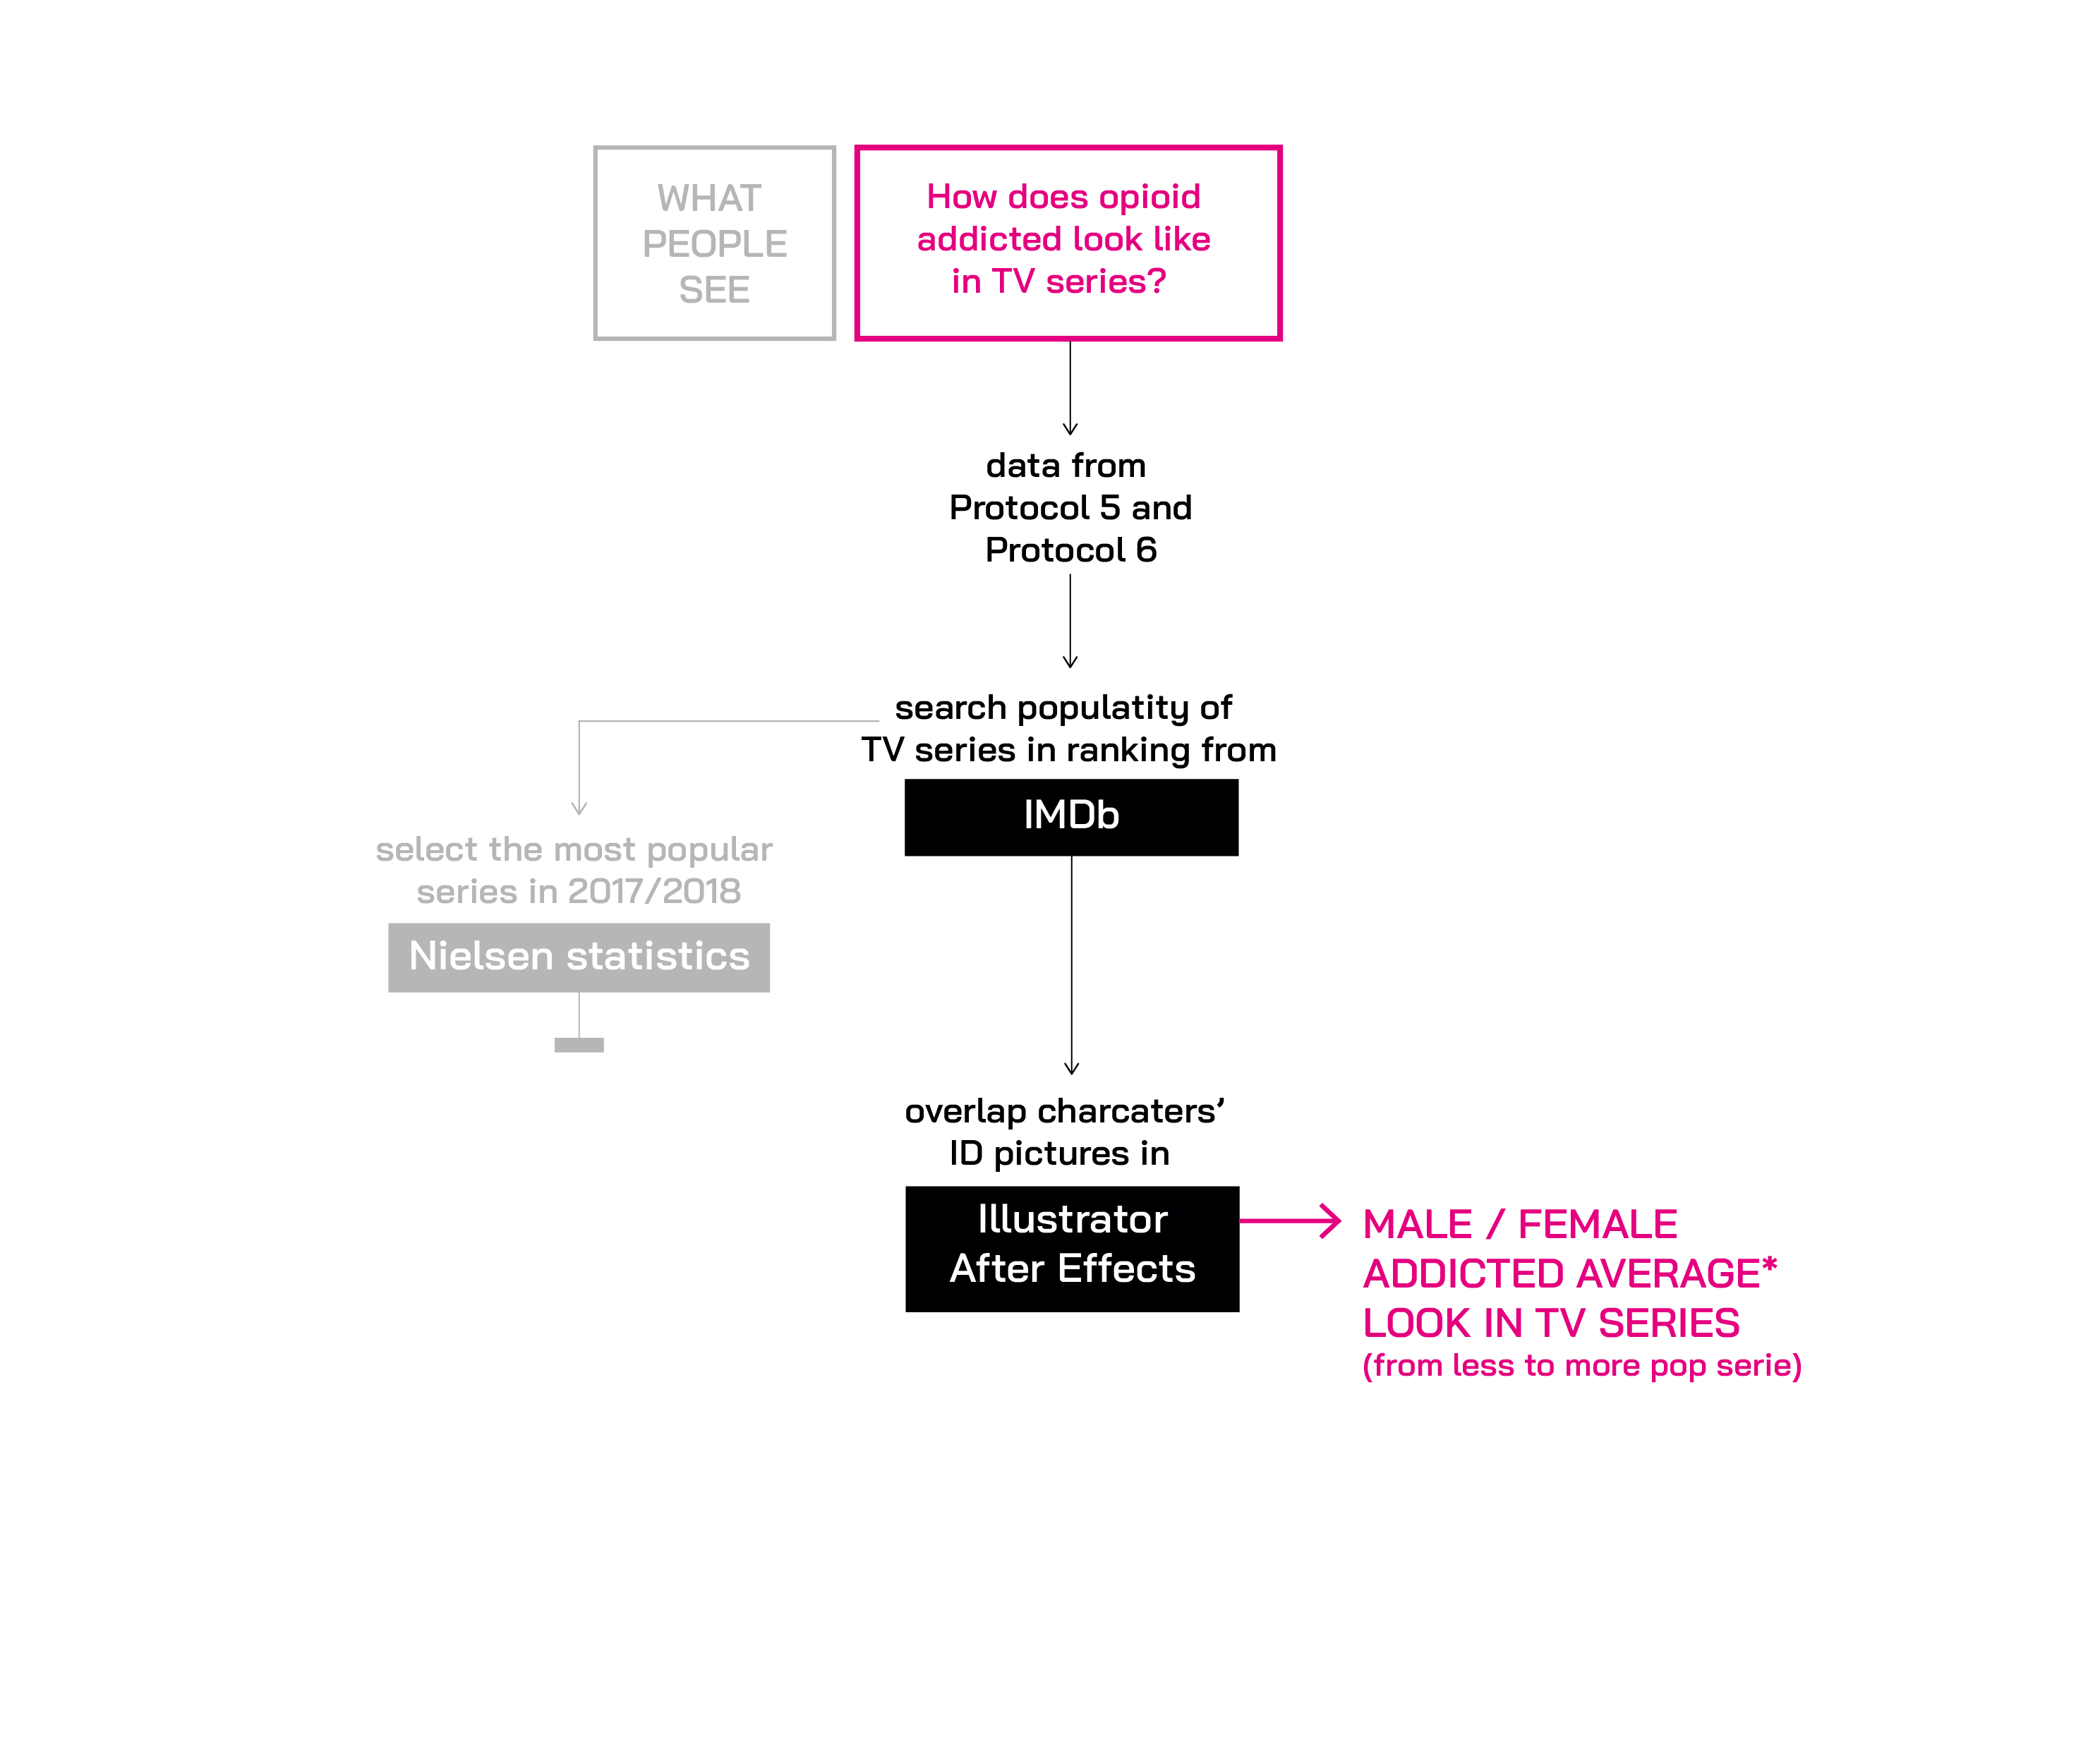 WHAT
PEOPLE
SEE
How does opioid
addicted look like
in TV series?
data from
Protocol 5 and
Protocol 6
search populatity of
TV series in ranking from
IMDb
select the most popular
series in 2017/2018
Nielsen statistics
overlap charcaters’
ID pictures in
Illustrator
After Effects
MALE / FEMALE
ADDICTED AVERAGE*
LOOK IN TV SERIES
(from less to more pop serie)